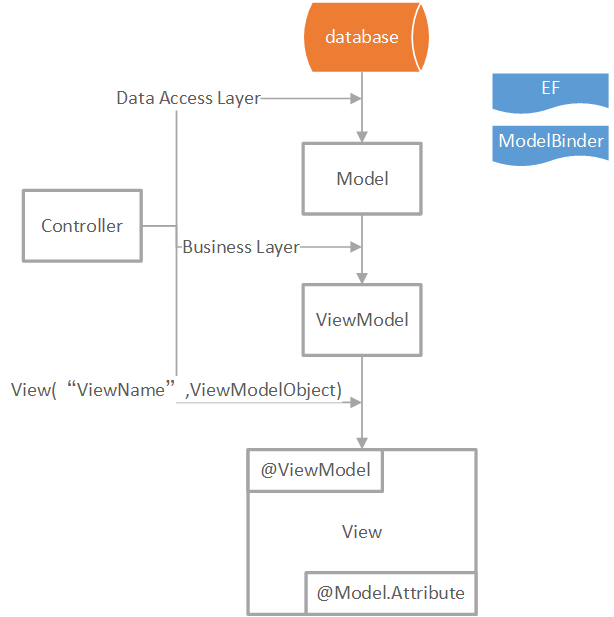 database
EF
Data Access Layer
ModelBinder
Model
Controller
Business Layer
ViewModel
View(“ViewName”,ViewModelObject)
@ViewModel
View
@Model.Attribute